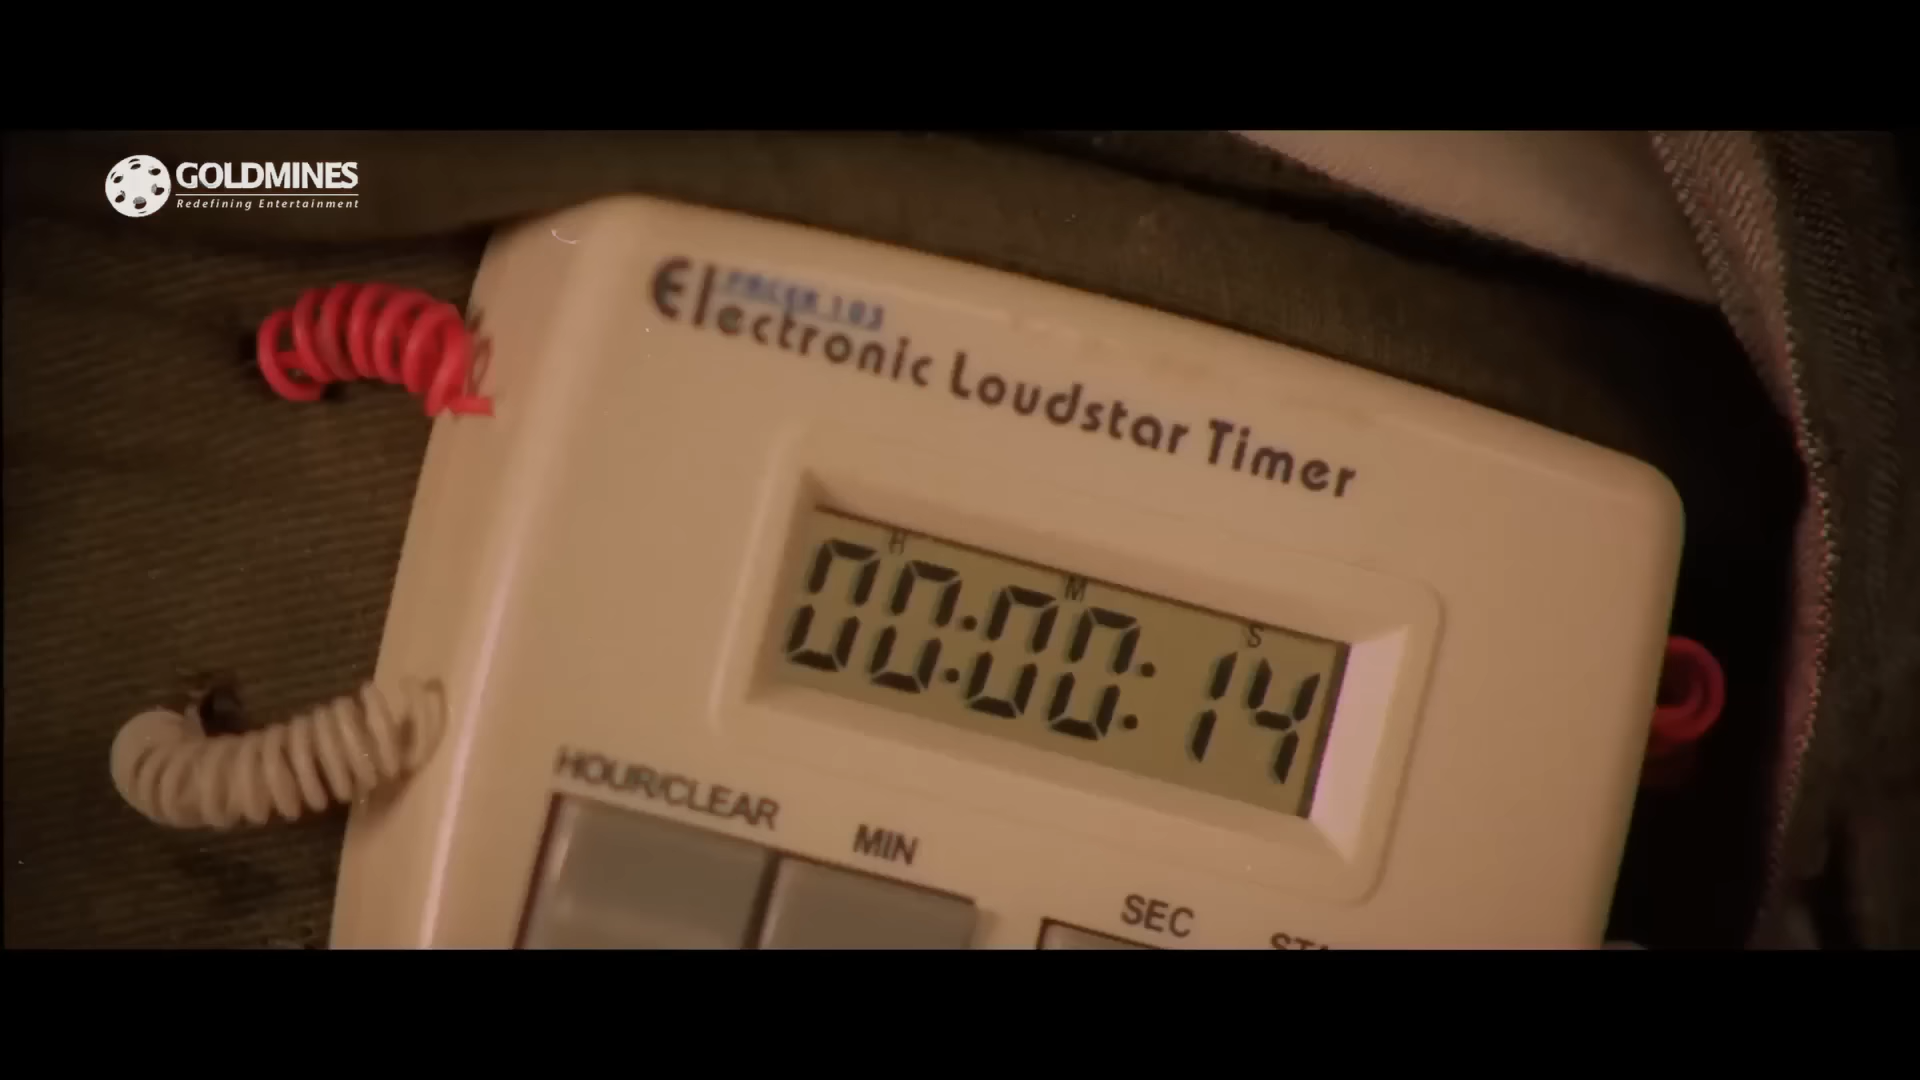 GOLDMINES
Redefining Entertainment
Electronic Loudstar Timer
H M S
00:00:14
HOUR/CLEAR
MIN
SEC